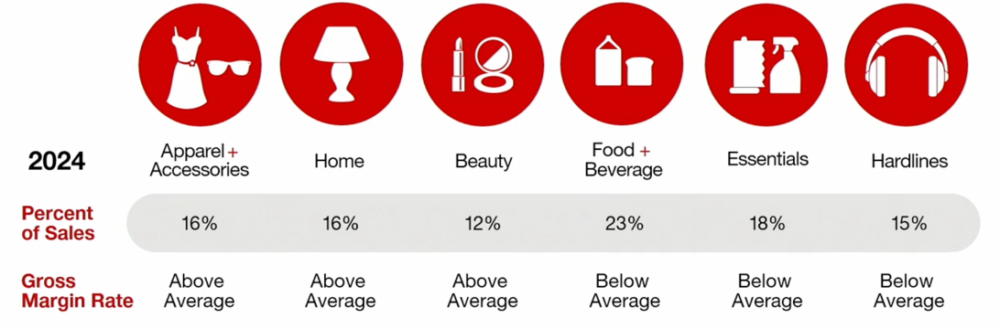 2024
Apparel +
Accessories
Home
Beauty
Food +
Beverage
Essentials
Hardlines
Percent
of Sales
16%
16%
12%
23%
18%
15%
Gross
Margin Rate
Above
Average
Above
Average
Above
Average
Below
Average
Below
Average
Below
Average